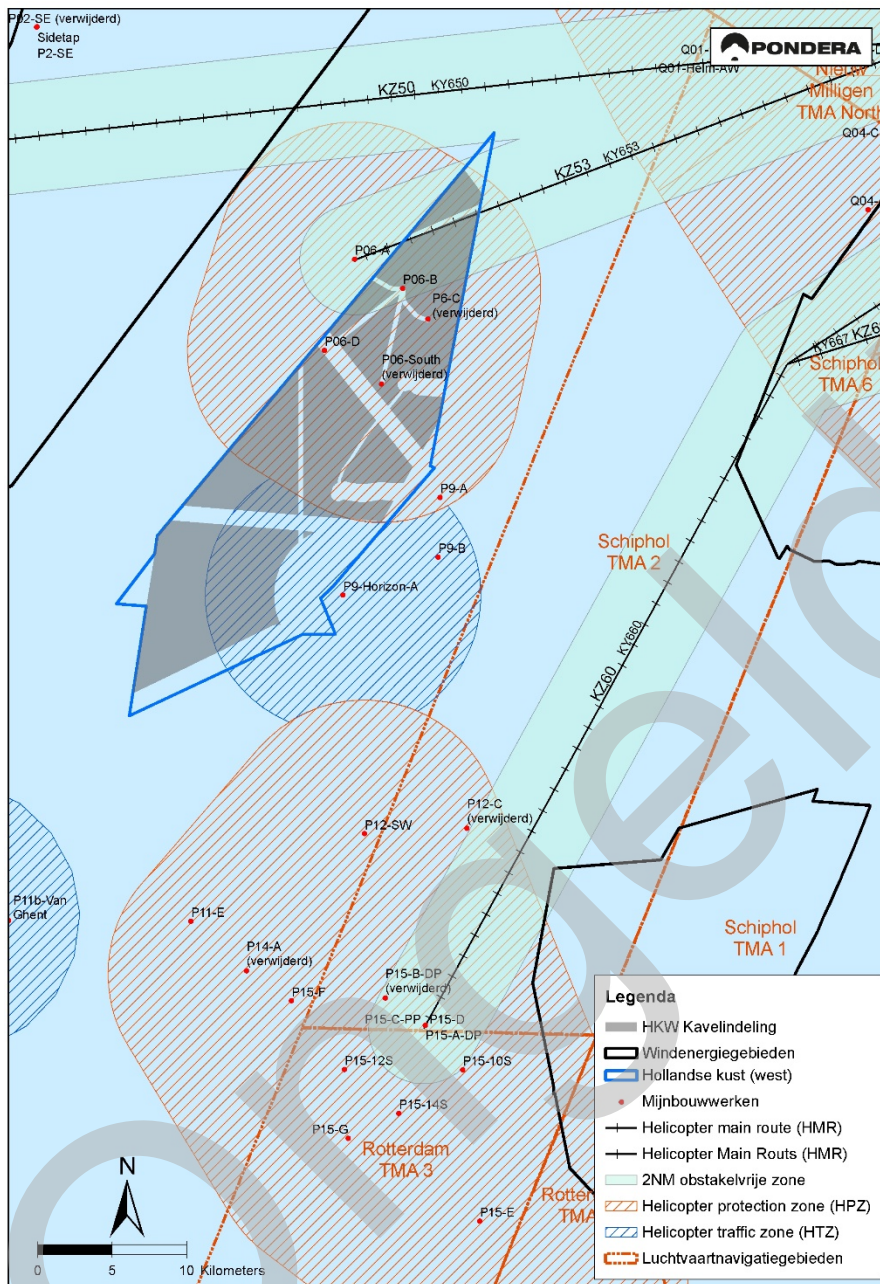 P02-SE (verwijderd)
Sidetap
P2-SE
PONDERA
Q01-
Q01-Helm-AW
KZ50
KY650
Nieuw
Milligen
TMA North
Q04-C
KZ53
KY653
Q04-
P06-A
P06-B
P6-C
(verwijderd)
P06-D
P06-South
(verwijderd)
KY667
KZ6
Schiphol
TMA 6
P9-A
Schiphol
TMA 2
P9-B
P9-Horizon-A
KZ60
KY660
P12-C
(verwijderd)
P12-SW
P11b-Van
Ghent
P11-E
Schiphol
TMA 1
P14-A
(verwijderd)
P15-B-DP
(verwijderd)
P15-F
P15-C-PP
P15-D
P15-A-DP
P15-12S
P15-10S
P15-14S
P15-G
Rotterdam
TMA 3
Rotter
TMA
P15-E
N
0
5
10 Kilometers
Legenda
HKW Kavelindeling
Windenergiegebieden
Hollandse kust (west)
Mijnbouwwerken
Helicopter main route (HMR)
Helicopter Main Routs (HMR)
2NM obstakelvrije zone
Helicopter protection zone (HPZ)
Helicopter traffic zone (HTZ)
Luchtvaartnavigatiegebieden